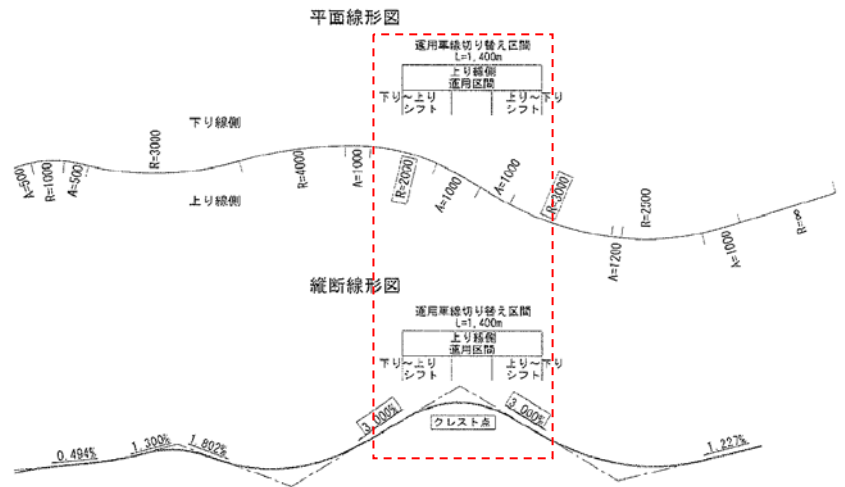 平面線形図
運用車線切り替え区間
L=1,400m
上り線側
運用区間
下り～上り
シフト
上り～下り
シフト
下り線側
上り線側
A=500
R=1000
A=500
R=3000
R=4000
A=1000
R=2000
A=1000
A=1000
R=3000
A=1200
R=2500
A=1000
R=∞
縦断線形図
運用車線切り替え区間
L=1,400m
上り線側
運用区間
下り～上り
シフト
上り～下り
シフト
0.494%
1.300%
1.802%
3.000%
クレスト点
3.000%
1.227%